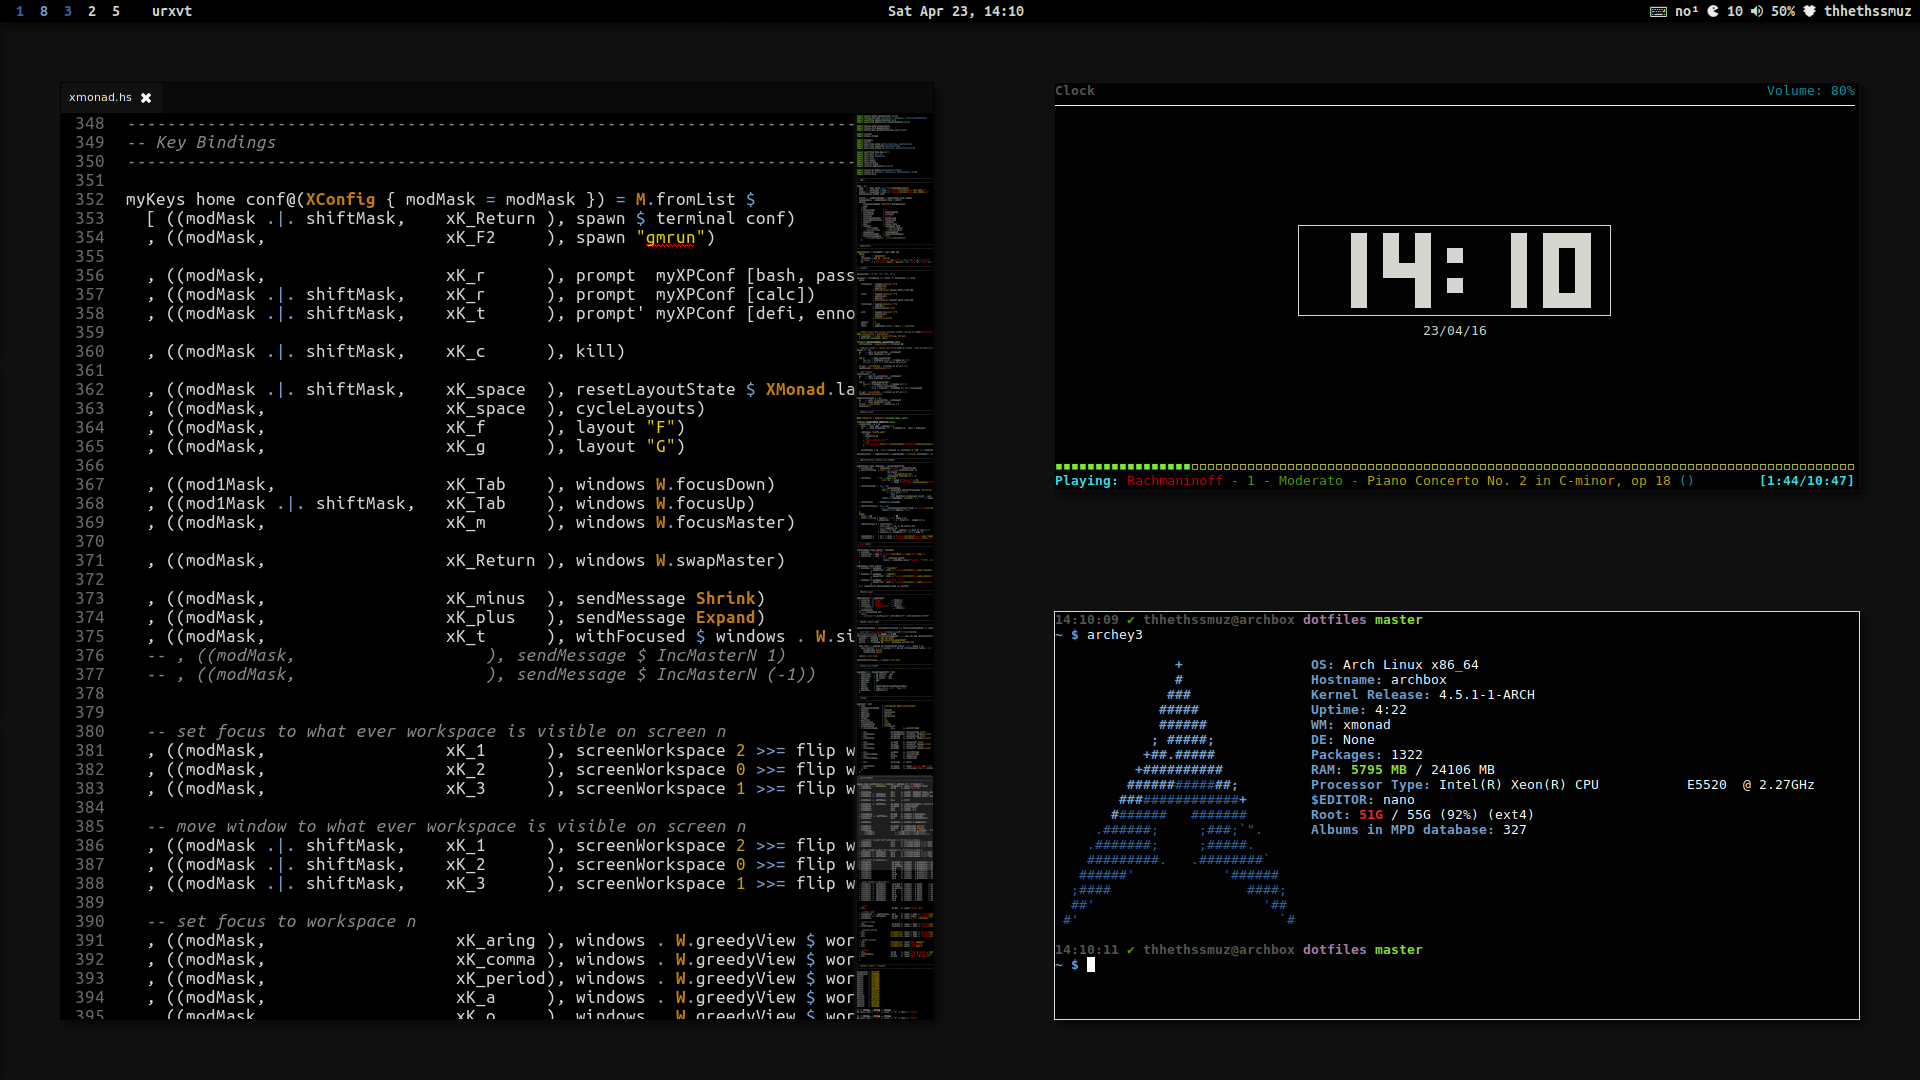 1 8 3 2 5 urxvt
Sat Apr 23, 14:10
no¹ 10 50% thhethssmuz
xmonad.hs
348 --------------------------------------------------------------------------
349 -- Key Bindings
350 --------------------------------------------------------------------------
351
352 myKeys home conf@(XConfig { modMask = modMask }) = M.fromList $
353 [ ((modMask .|. shiftMask, xK_Return ), spawn $ terminal conf)
354 , ((modMask, xK_F2 ), spawn "gmrun")
355
356 , ((modMask, xK_r ), prompt myXPConf [bash, pass
357 , ((modMask .|. shiftMask, xK_r ), prompt myXPConf [calc])
358 , ((modMask .|. shiftMask, xK_t ), prompt' myXPConf [defi, enno
359
360 , ((modMask .|. shiftMask, xK_c ), kill)
361
362 , ((modMask .|. shiftMask, xK_space ), resetLayoutState $ XMonad.la
363 , ((modMask, xK_space ), cycleLayouts)
364 , ((modMask, xK_f ), layout "F")
365 , ((modMask, xK_g ), layout "G")
366
367 , ((mod1Mask, xK_Tab ), windows W.focusDown)
368 , ((mod1Mask .|. shiftMask, xK_Tab ), windows W.focusUp)
369 , ((modMask, xK_m ), windows W.focusMaster)
370
371 , ((modMask, xK_Return ), windows W.swapMaster)
372
373 , ((modMask, xK_minus ), sendMessage Shrink)
374 , ((modMask, xK_plus ), sendMessage Expand)
375 , ((modMask, xK_t ), withFocused $ windows . W.si
376 -- , ((modMask, ), sendMessage $ IncMasterN 1)
377 -- , ((modMask, ), sendMessage $ IncMasterN (-1))
378
379
380 -- set focus to what ever workspace is visible on screen n
381 , ((modMask, xK_1 ), screenWorkspace 2 >>= flip w
382 , ((modMask, xK_2 ), screenWorkspace 0 >>= flip w
383 , ((modMask, xK_3 ), screenWorkspace 1 >>= flip w
384
385 -- move window to what ever workspace is visible on screen n
386 , ((modMask .|. shiftMask, xK_1 ), screenWorkspace 2 >>= flip w
387 , ((modMask .|. shiftMask, xK_2 ), screenWorkspace 0 >>= flip w
388 , ((modMask .|. shiftMask, xK_3 ), screenWorkspace 1 >>= flip w
389
390 -- set focus to workspace n
391 , ((modMask, xK_aring ), windows . W.greedyView $ wor
392 , ((modMask, xK_comma ), windows . W.greedyView $ wor
393 , ((modMask, xK_period), windows . W.greedyView $ wor
394 , ((modMask, xK_a ), windows . W.greedyView $ wor
395 , ((modMask, xK_o ), windows . W.greedyView $ wor
Clock Volume: 80%
14:10
23/04/16
Playing: Rachmaninoff - 1 - Moderato - Piano Concerto No. 2 in C-minor, op 18 () [1:44/10:47]
14:10:09 ✔ thhethssmuz@archbox dotfiles master
~ $ archey3
+ OS: Arch Linux x86_64
# Hostname: archbox
### Kernel Release: 4.5.1-1-ARCH
##### Uptime: 4:22
###### WM: xmonad
; #####; DE: None
+##.##### Packages: 1322
+########## RAM: 5795 MB / 24106 MB
#############; Processor Type: Intel(R) Xeon(R) CPU E5520 @ 2.27GHz
###############+ $EDITOR: nano
####### ####### Root: 51G / 55G (92%) (ext4)
.######; ;###;`". Albums in MPD database: 327
.#######; ;#####.
#########. .########`
######' '######
;#### ####;
##' '##
#' `#
14:10:11 ✔ thhethssmuz@archbox dotfiles master
~ $